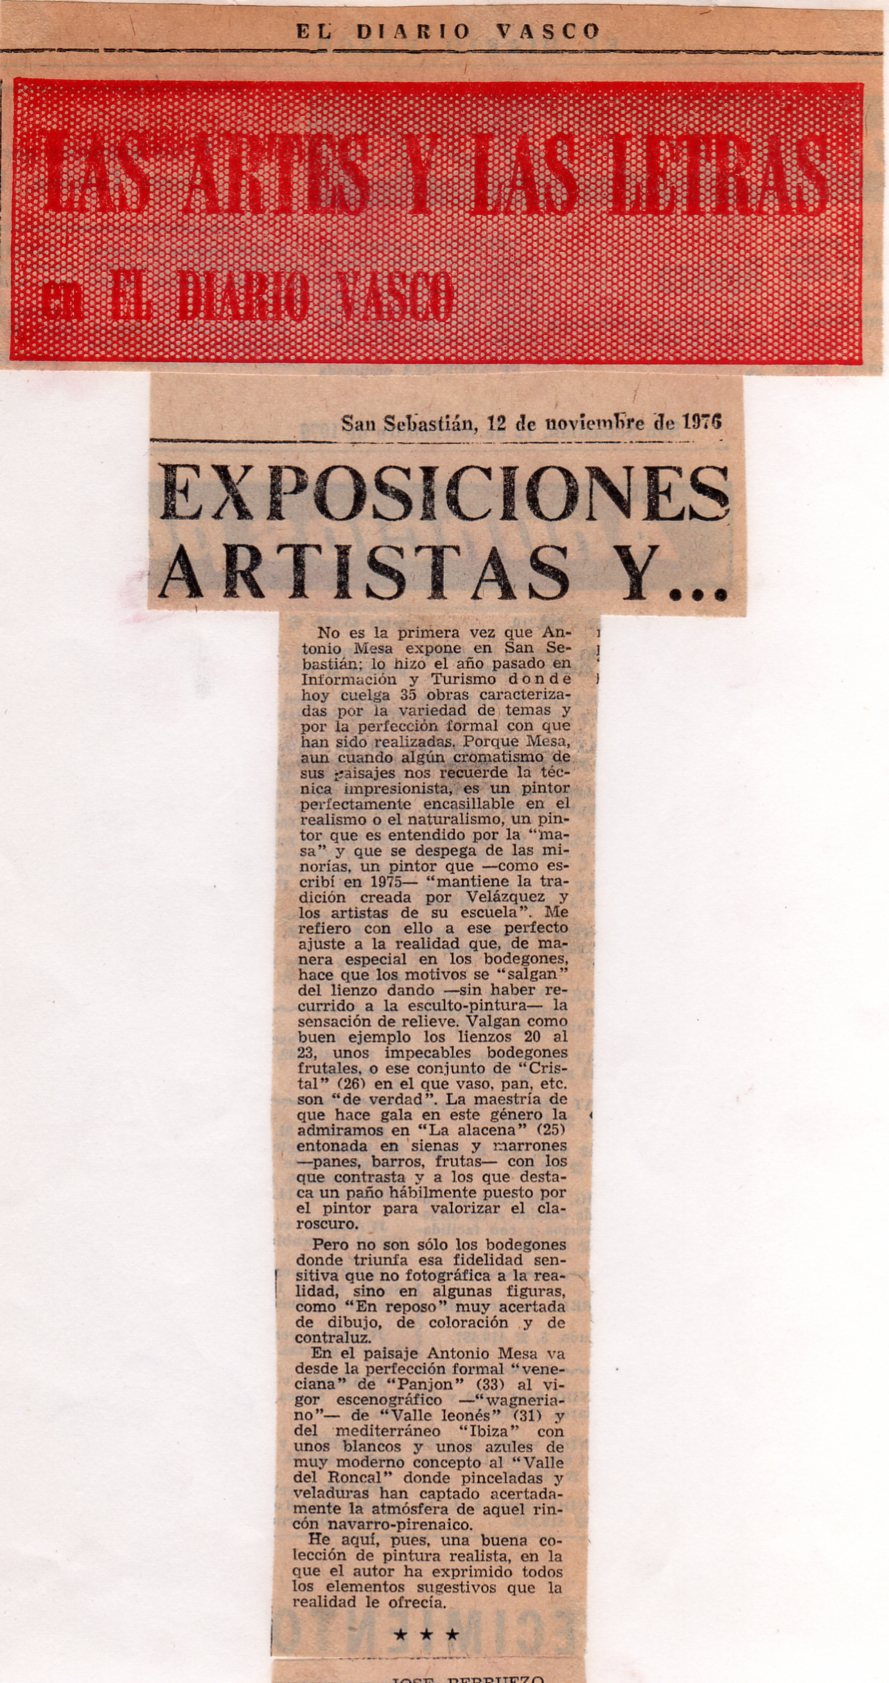 EL DIARIO VASCO
LAS ARTES Y LAS LETRAS
en EL DIARIO VASCO
San Sebastián, 12 de noviembre de 1976
EXPOSICIONES
ARTISTAS Y...
No es la primera vez que An-
tonio Mesa expone en San Se-
bastián; lo hizo el año pasado en
Información y Turismo donde
hoy cuelga 35 obras caracteriza-
das por la variedad de temas y
por la perfección formal con que
han sido realizadas. Porque Mesa,
aun cuando algún cromatismo de
sus paisajes nos recuerde la téc-
nica impresionista, es un pintor
perfectamente encasillable en el
realismo o el naturalismo, un pin-
tor que es entendido por la "ma-
sa" y que se despega de las mi-
norías, un pintor que —como es-
cribí en 1975— "mantiene la tra-
dición creada por Velázquez y
los artistas de su escuela". Me
refiero con ello a ese perfecto
ajuste a la realidad que, de ma-
nera especial en los bodegones,
hace que los motivos se "salgan"
del lienzo dando —sin haber re-
currido a la esculto-pintura— la
sensación de relieve. Valgan como
buen ejemplo los lienzos 20 al
23, unos impecables bodegones
frutales, o ese conjunto de "Cris-
tal" (26) en el que vaso, pan, etc.
son "de verdad". La maestría de
que hace gala en este género la
admiramos en "La alacena" (25)
entonada en sienas y marrones
—panes, barros, frutas— con los
que contrasta y a los que desta-
ca un paño hábilmente puesto por
el pintor para valorizar el cla-
roscuro.
Pero no son sólo los bodegones
donde triunfa esa fidelidad sen-
sitiva que no fotográfica a la rea-
lidad, sino en algunas figuras,
como "En reposo" muy acertada
de dibujo, de coloración y de
contraluz.
En el paisaje Antonio Mesa va
desde la perfección formal "vene-
ciana" de "Panjon" (33) al vi-
gor escenográfico —"wagneria-
no"— de "Valle leonés" (31) y
del mediterráneo "Ibiza" con
unos blancos y unos azules de
muy moderno concepto al "Valle
del Roncal" donde pinceladas y
veladuras han captado acertada-
mente la atmósfera de aquel rin-
cón navarro-pirenaico.
He aquí, pues, una buena co-
lección de pintura realista, en la
que el autor ha exprimido todos
los elementos sugestivos que la
realidad le ofrecía.
★ ★ ★
JOSE BERRUEZO